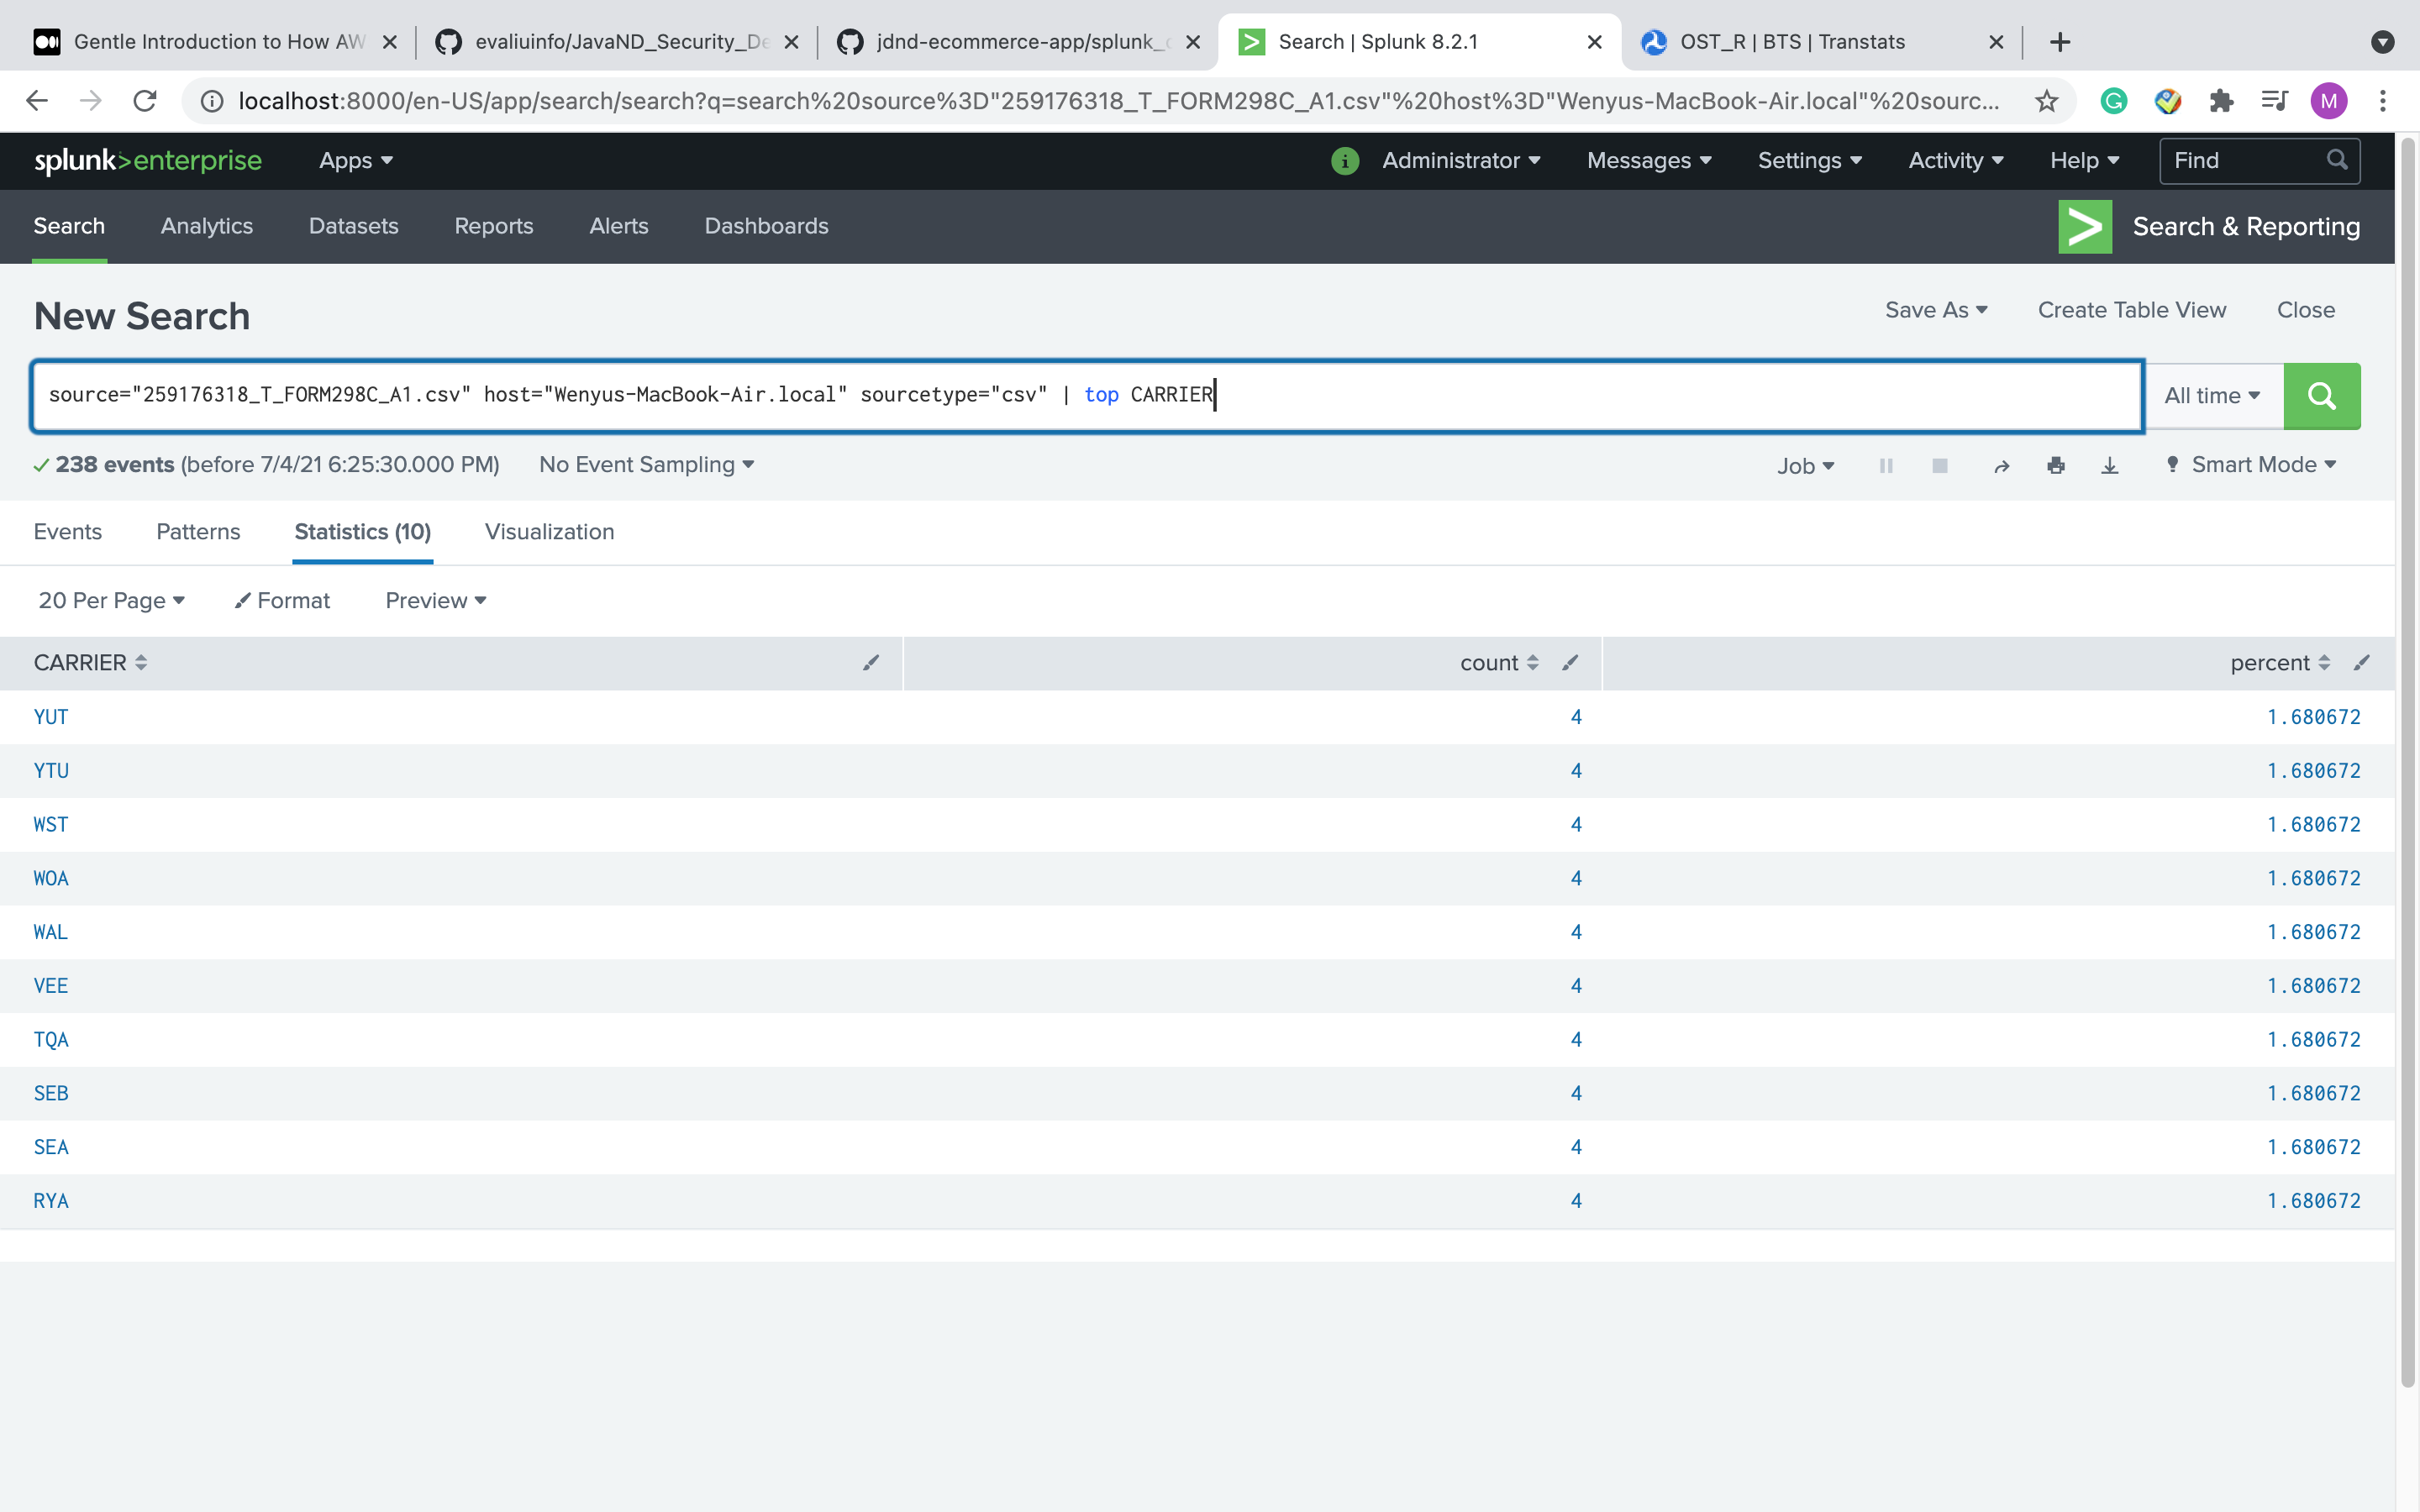 Gentle Introduction to How AW
evaliuinfo/JavaND_Security_De
jdnd-ecommerce-app/splunk_
Search | Splunk 8.2.1
OST_R | BTS | Transtats
localhost:8000/en-US/app/search/search?q=search%20source%3D"259176318_T_FORM298C_A1.csv"%20host%3D"Wenyus-MacBook-Air.local"%20sourc...
G
M
splunk>enterprise
Apps
i
Administrator
Messages
Settings
Activity
Help
Find
Search
Analytics
Datasets
Reports
Alerts
Dashboards
Search & Reporting
New Search
Save As
Create Table View
Close
source="259176318_T_FORM298C_A1.csv" host="Wenyus-MacBook-Air.local" sourcetype="csv" | top CARRIER
All time
238 events (before 7/4/21 6:25:30.000 PM)
No Event Sampling
Job
Smart Mode
Events
Patterns
Statistics (10)
Visualization
20 Per Page
Format
Preview
CARRIER count percent
YUT 4 1.680672
YTU 4 1.680672
WST 4 1.680672
WOA 4 1.680672
WAL 4 1.680672
VEE 4 1.680672
TQA 4 1.680672
SEB 4 1.680672
SEA 4 1.680672
RYA 4 1.680672